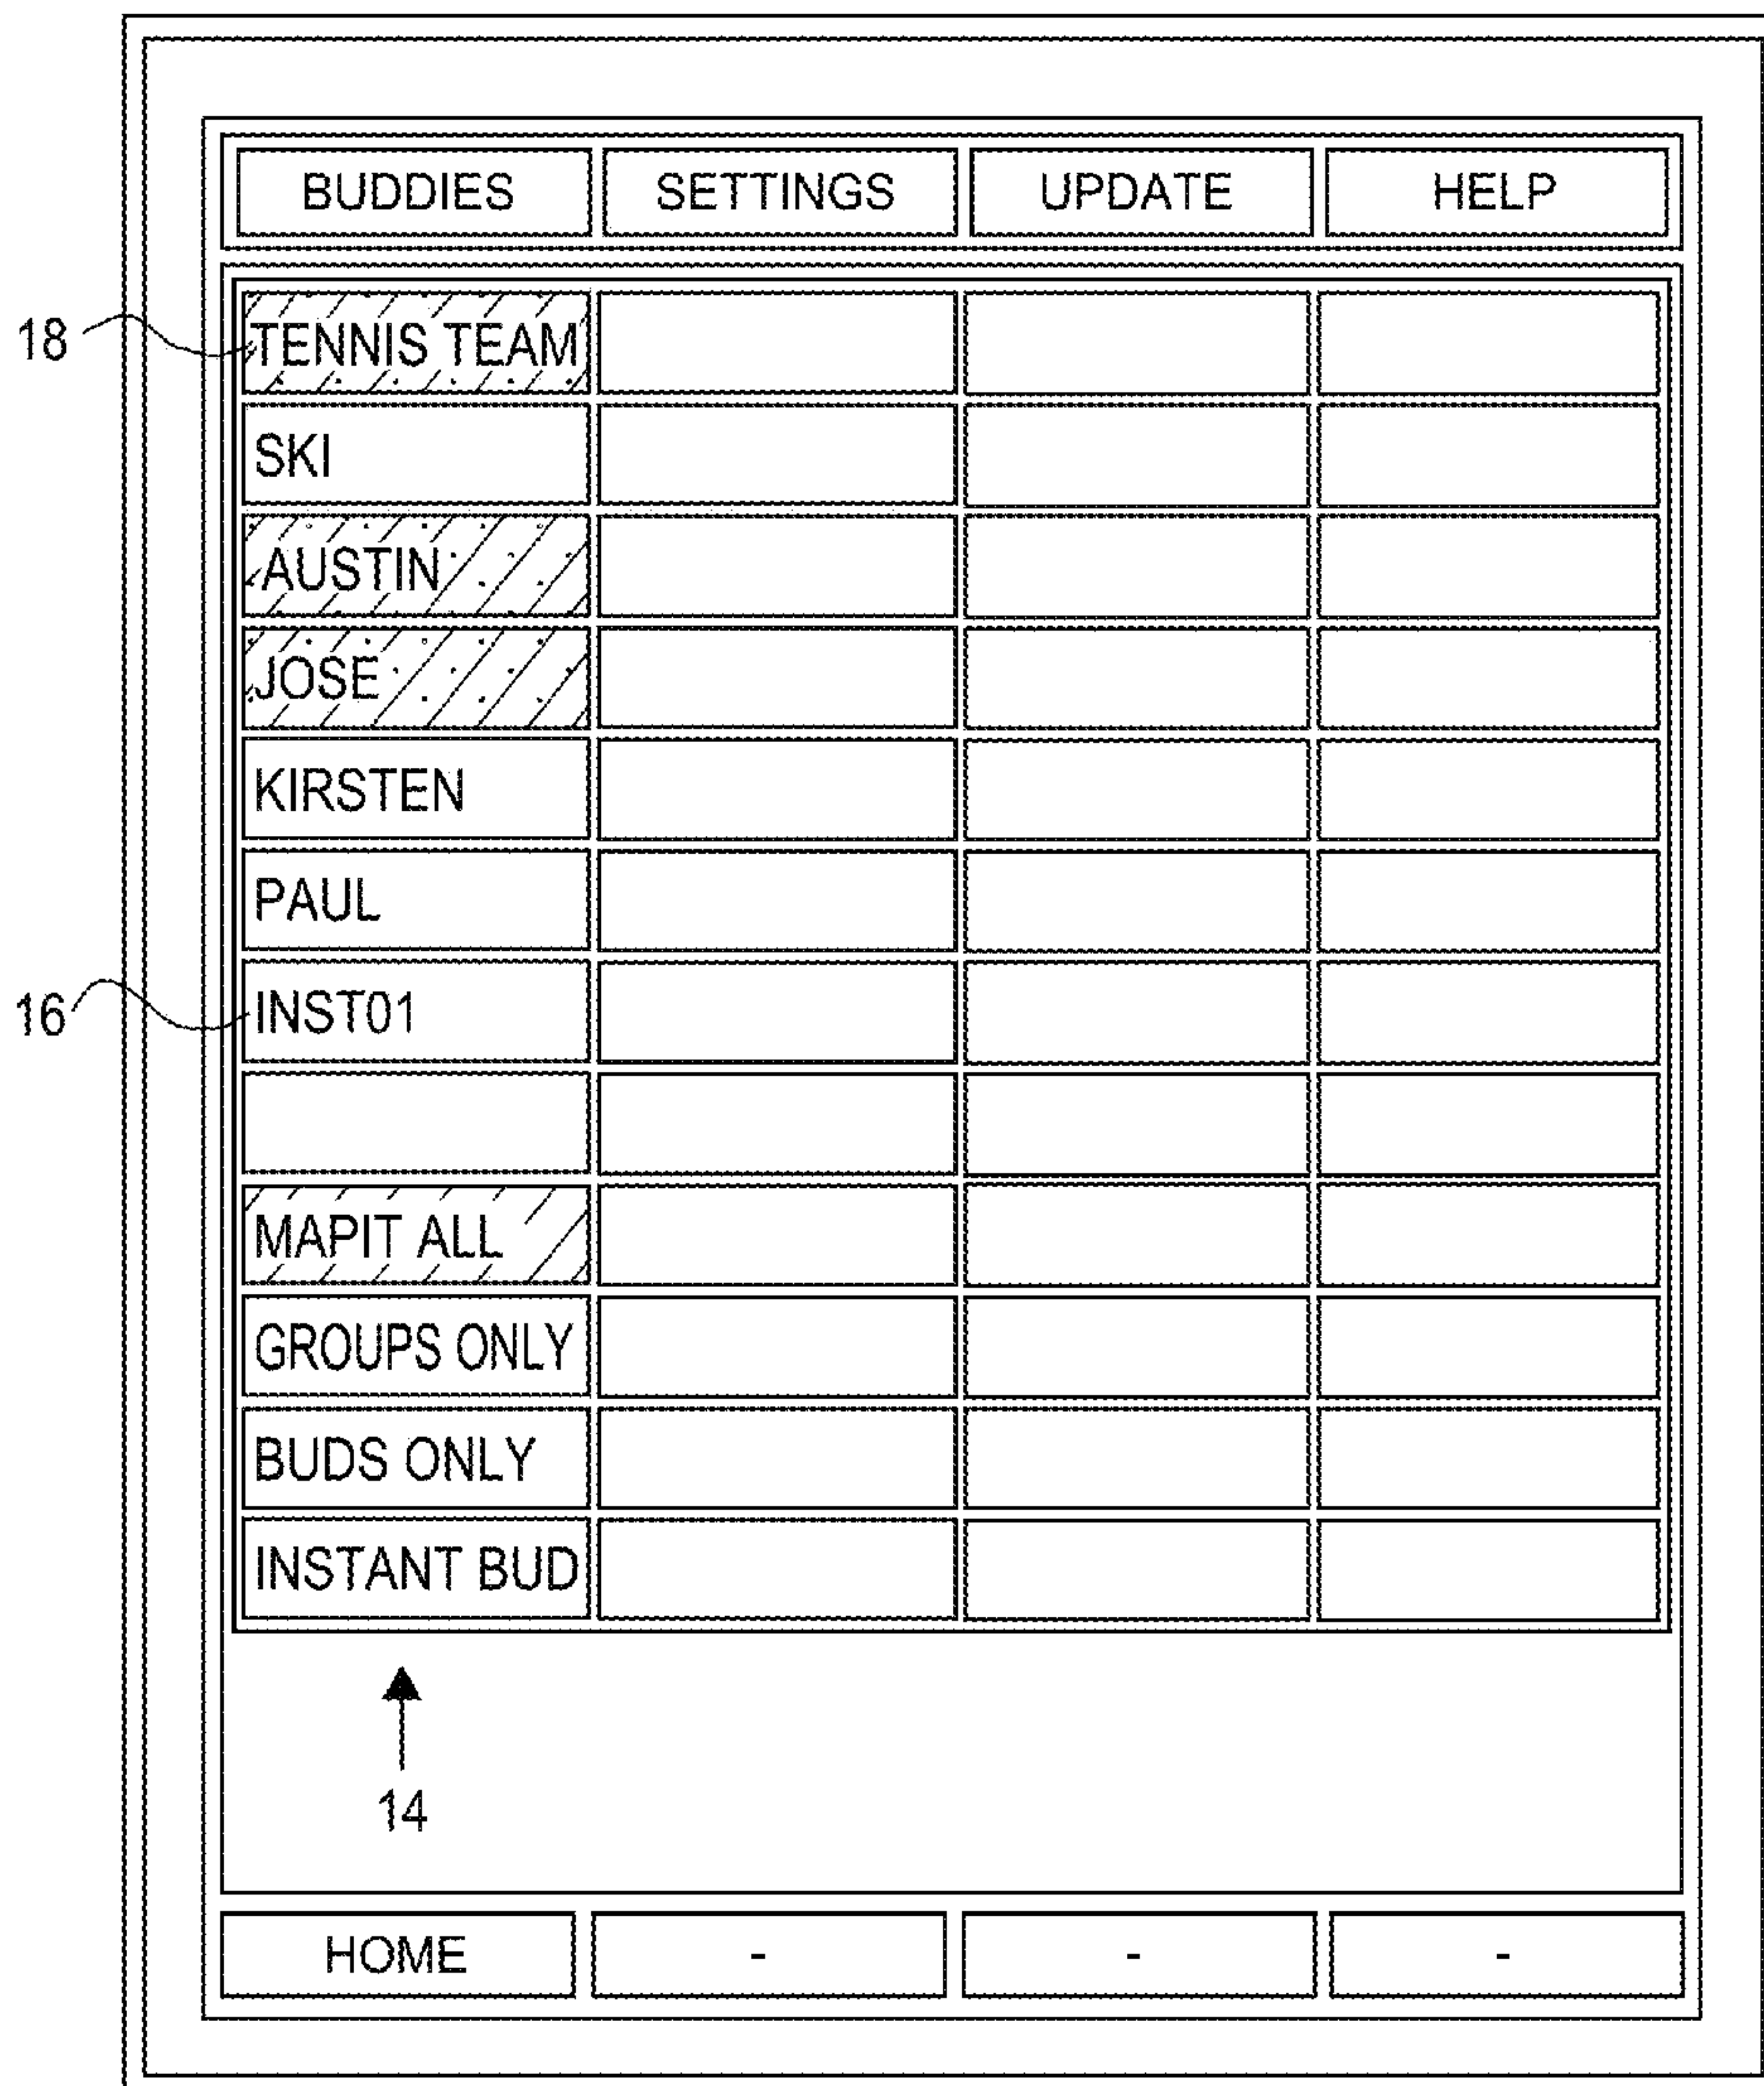 BUDDIES SETTINGS UPDATE HELP
18 TENNIS TEAM
SKI
AUSTIN
JOSE
KIRSTEN
PAUL
16 INST01
MAPIT ALL
GROUPS ONLY
BUDS ONLY
INSTANT BUD
14
HOME - - -